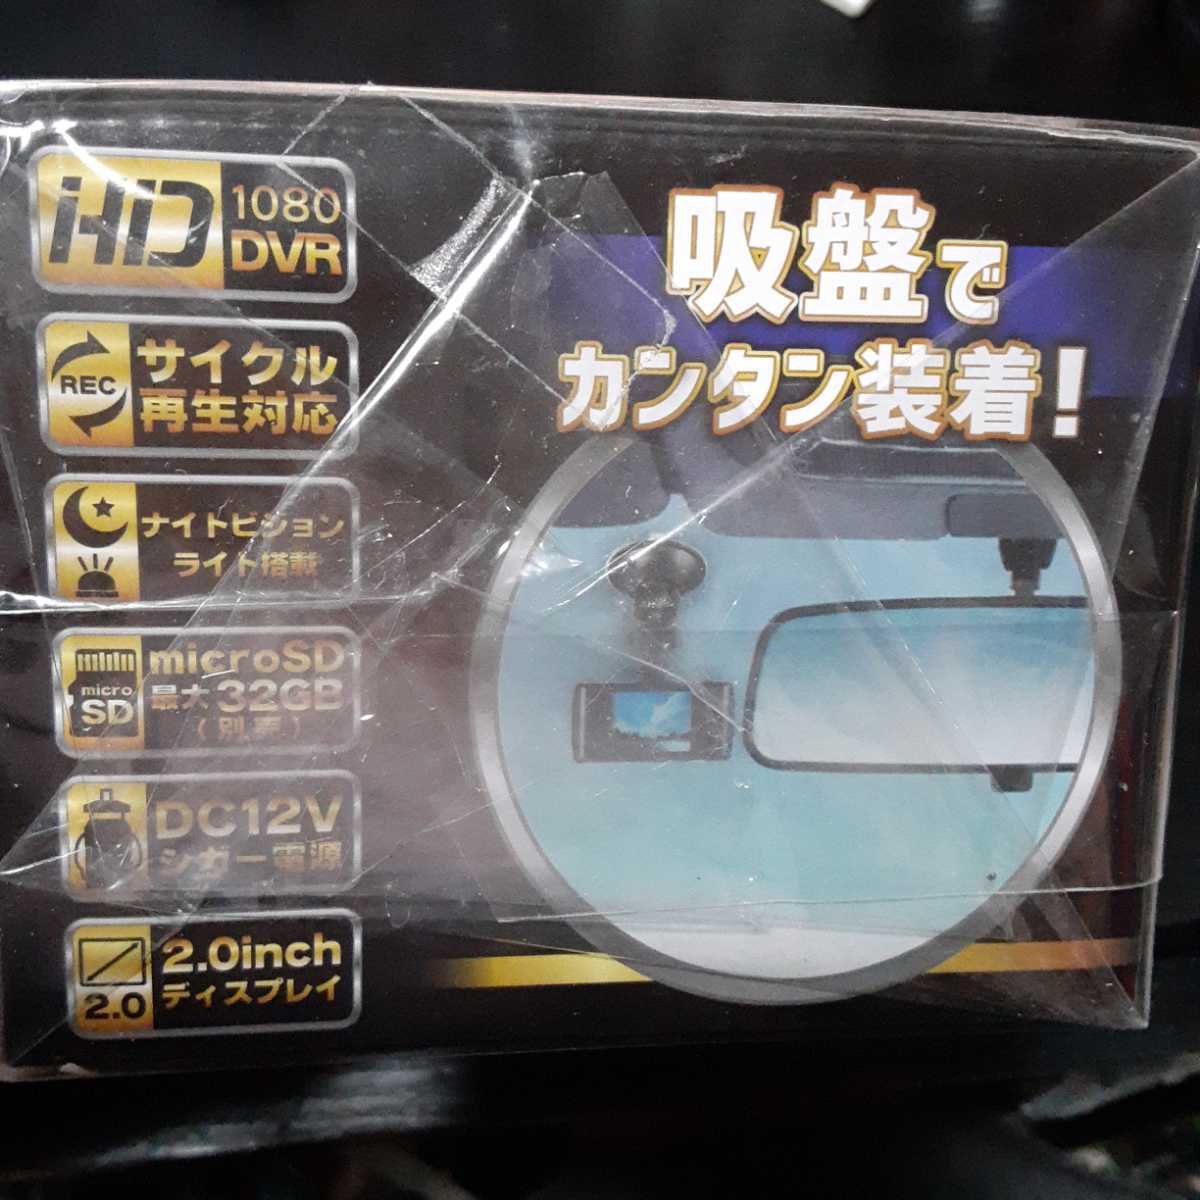 HD 1080
DVR
REC
サイクル
再生対応
ナイトビジョン
ライト搭載
micro
SD
microSD
最大32GB
(別売)
DC12V
シガー電源
2.0
2.0inch
ディスプレイ
吸盤で
カンタン装着!